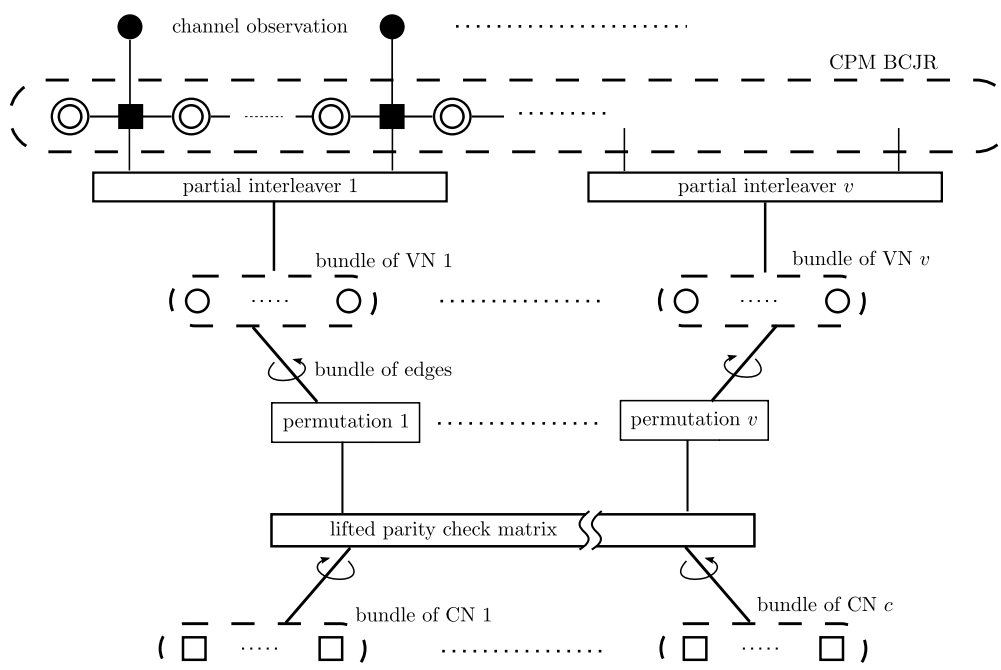 channel observation
CPM BCJR
partial interleaver 1
partial interleaver v
bundle of VN 1
bundle of VN v
bundle of edges
permutation 1
permutation v
lifted parity check matrix
bundle of CN 1
bundle of CN c